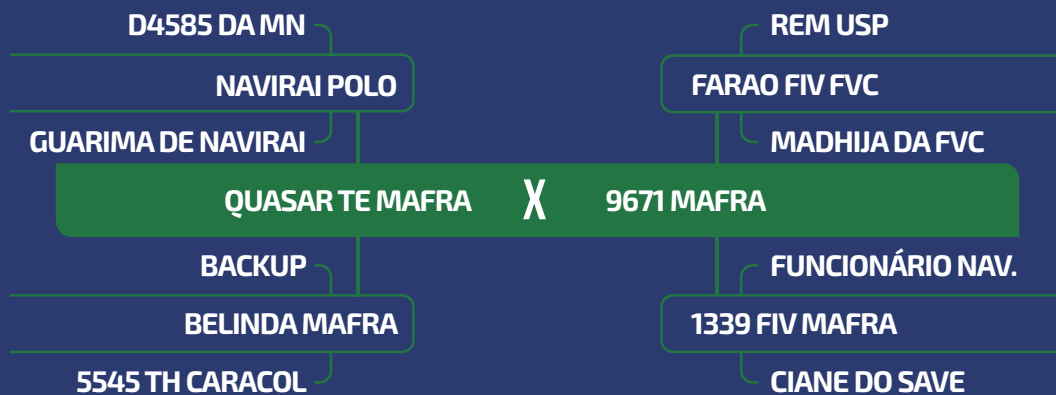 D4585 DA MN
REM USP
NAVIRAI POLO
FARAO FIV FVC
GUARIMA DE NAVIRAI
MADHIJA DA FVC
QUASAR TE MAFRA X 9671 MAFRA
BACKUP
FUNCIONÁRIO NAV.
BELINDA MAFRA
1339 FIV MAFRA
5545 TH CARACOL
CIANE DO SAVE